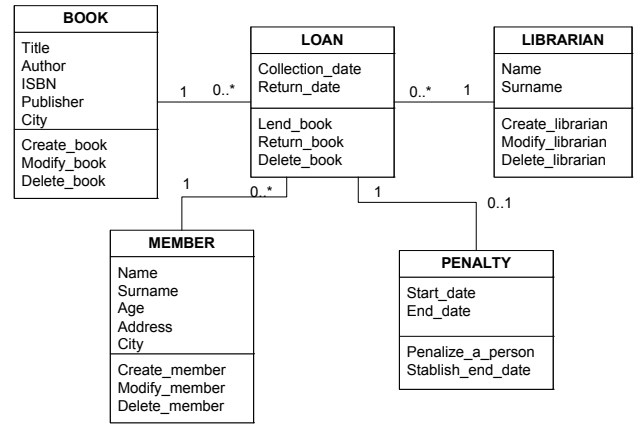 BOOK
Title
Author
ISBN
Publisher
City
Create_book
Modify_book
Delete_book
1
0..*
LOAN
Collection_date
Return_date
Lend_book
Return_book
Delete_book
0..*
1
LIBRARIAN
Name
Surname
Create_librarian
Modify_librarian
Delete_librarian
1
0..*
1
0..1
MEMBER
Name
Surname
Age
Address
City
Create_member
Modify_member
Delete_member
PENALTY
Start_date
End_date
Penalize_a_person
Stablish_end_date